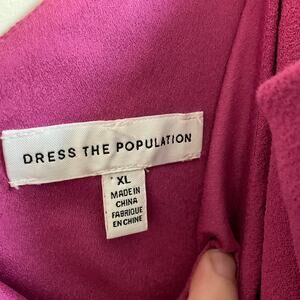 DRESS THE POPULATION
XL
MADE IN
CHINA
FABRIQUE
EN CHINE